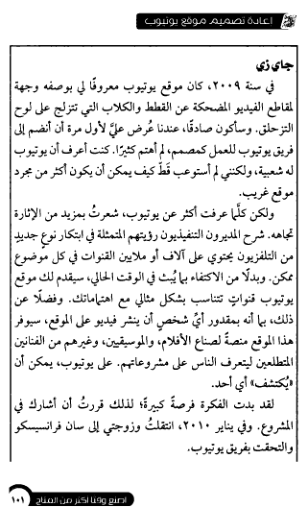 إعادة تصميم موقع يوتيوب
جاي زي
في سنة ٢٠٠٩، كان موقع يوتيوب معروفًا لي بوصفه وجهة
لمقاطع الفيديو المضحكة عن القطط والكلاب التي تتزلج على لوح
التزحلق. وسأكون صادقًا، عندنا عُرض عليَّ لأول مرة أن أنضم إلى
فريق يوتيوب للعمل كمصمم، لم أهتم كثيرًا. كنت أعرف أن يوتيوب
له شعبية، ولكنني لم أستوعب قَطُّ كيف يمكن أن يكون أكثر من مجرد
موقع غريب.
ولكن كلَّما عرفت أكثر عن يوتيوب، شعرتُ بمزيد من الإثارة
تجاهه. شرح المديرون التنفيذيون رؤيتهم المتمثلة في ابتكار نوع جديدٍ
من التلفزيون يحتوي على آلاف أو ملايين القنوات في كل موضوع
ممكن. وبدلًا من الاكتفاء بما يُبث في الوقت الحالي، سيقدم لك موقع
يوتيوب قنواتٍ تتناسب بشكل مثالي مع اهتماماتك. وفضلًا عن
ذلك، بما أنه بمقدور أيِّ شخصٍ أن ينشر فيديو على الموقع، سيوفر
هذا الموقع منصةً لصناع الأفلام، والموسيقيين، وغيرهم من الفنانين
المتطلعين ليتعرف الناس على مشروعاتهم. على يوتيوب، يمكن أن
«يُكتشف» أي أحد.
لقد بدت الفكرة فرصةً كبيرةً؛ لذلك قررتُ أن أشارك في
المشروع. وفي يناير ٢٠١٠، انتقلتُ وزوجتي إلى سان فرانسيسكو
والتحقت بفريق يوتيوب.
اصنع وقتا أكثر من المتاح
١٠١